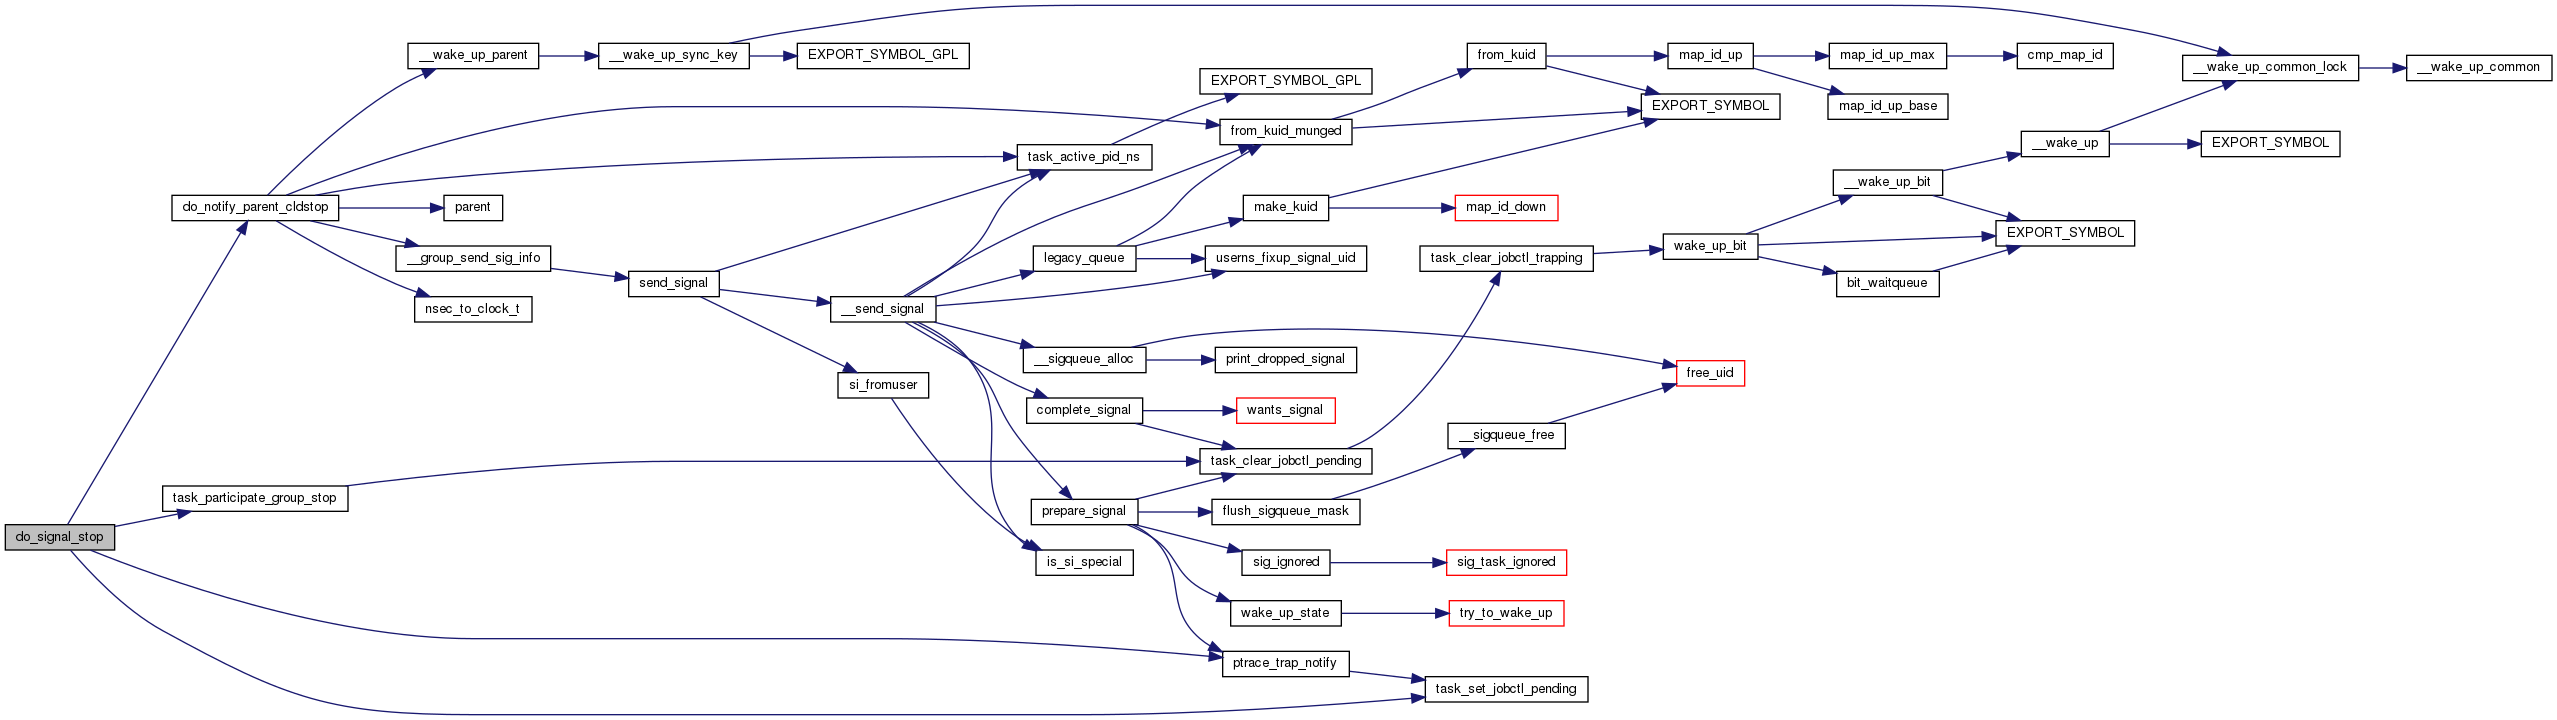 do_signal_stop
do_notify_parent_cldstop
task_participate_group_stop
__wake_up_parent
parent
__group_send_sig_info
nsec_to_clock_t
__wake_up_sync_key
send_signal
EXPORT_SYMBOL_GPL
__send_signal
si_fromuser
task_active_pid_ns
legacy_queue
__sigqueue_alloc
complete_signal
prepare_signal
is_si_special
EXPORT_SYMBOL_GPL
from_kuid_munged
make_kuid
userns_fixup_signal_uid
print_dropped_signal
wants_signal
task_clear_jobctl_pending
flush_sigqueue_mask
sig_ignored
wake_up_state
ptrace_trap_notify
from_kuid
map_id_down
task_clear_jobctl_trapping
__sigqueue_free
sig_task_ignored
try_to_wake_up
task_set_jobctl_pending
map_id_up
EXPORT_SYMBOL
wake_up_bit
free_uid
map_id_up_max
map_id_up_base
__wake_up_bit
bit_waitqueue
cmp_map_id
__wake_up
EXPORT_SYMBOL
__wake_up_common_lock
EXPORT_SYMBOL
__wake_up_common